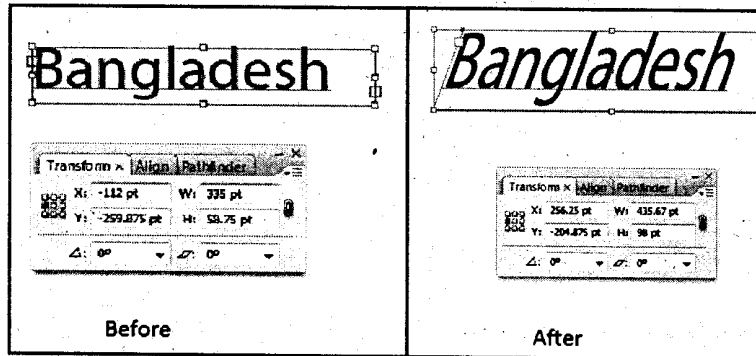 Bangladesh
Transform × Align Pathfinder
X: -112 pt W: 335 pt
Y: -259.875 pt H: 58.75 pt
0° 0°
Before
Bangladesh
Transform × Align Pathfinder
X: 256.25 pt W: 435.67 pt
Y: -204.875 pt H: 98 pt
0° 0°
After